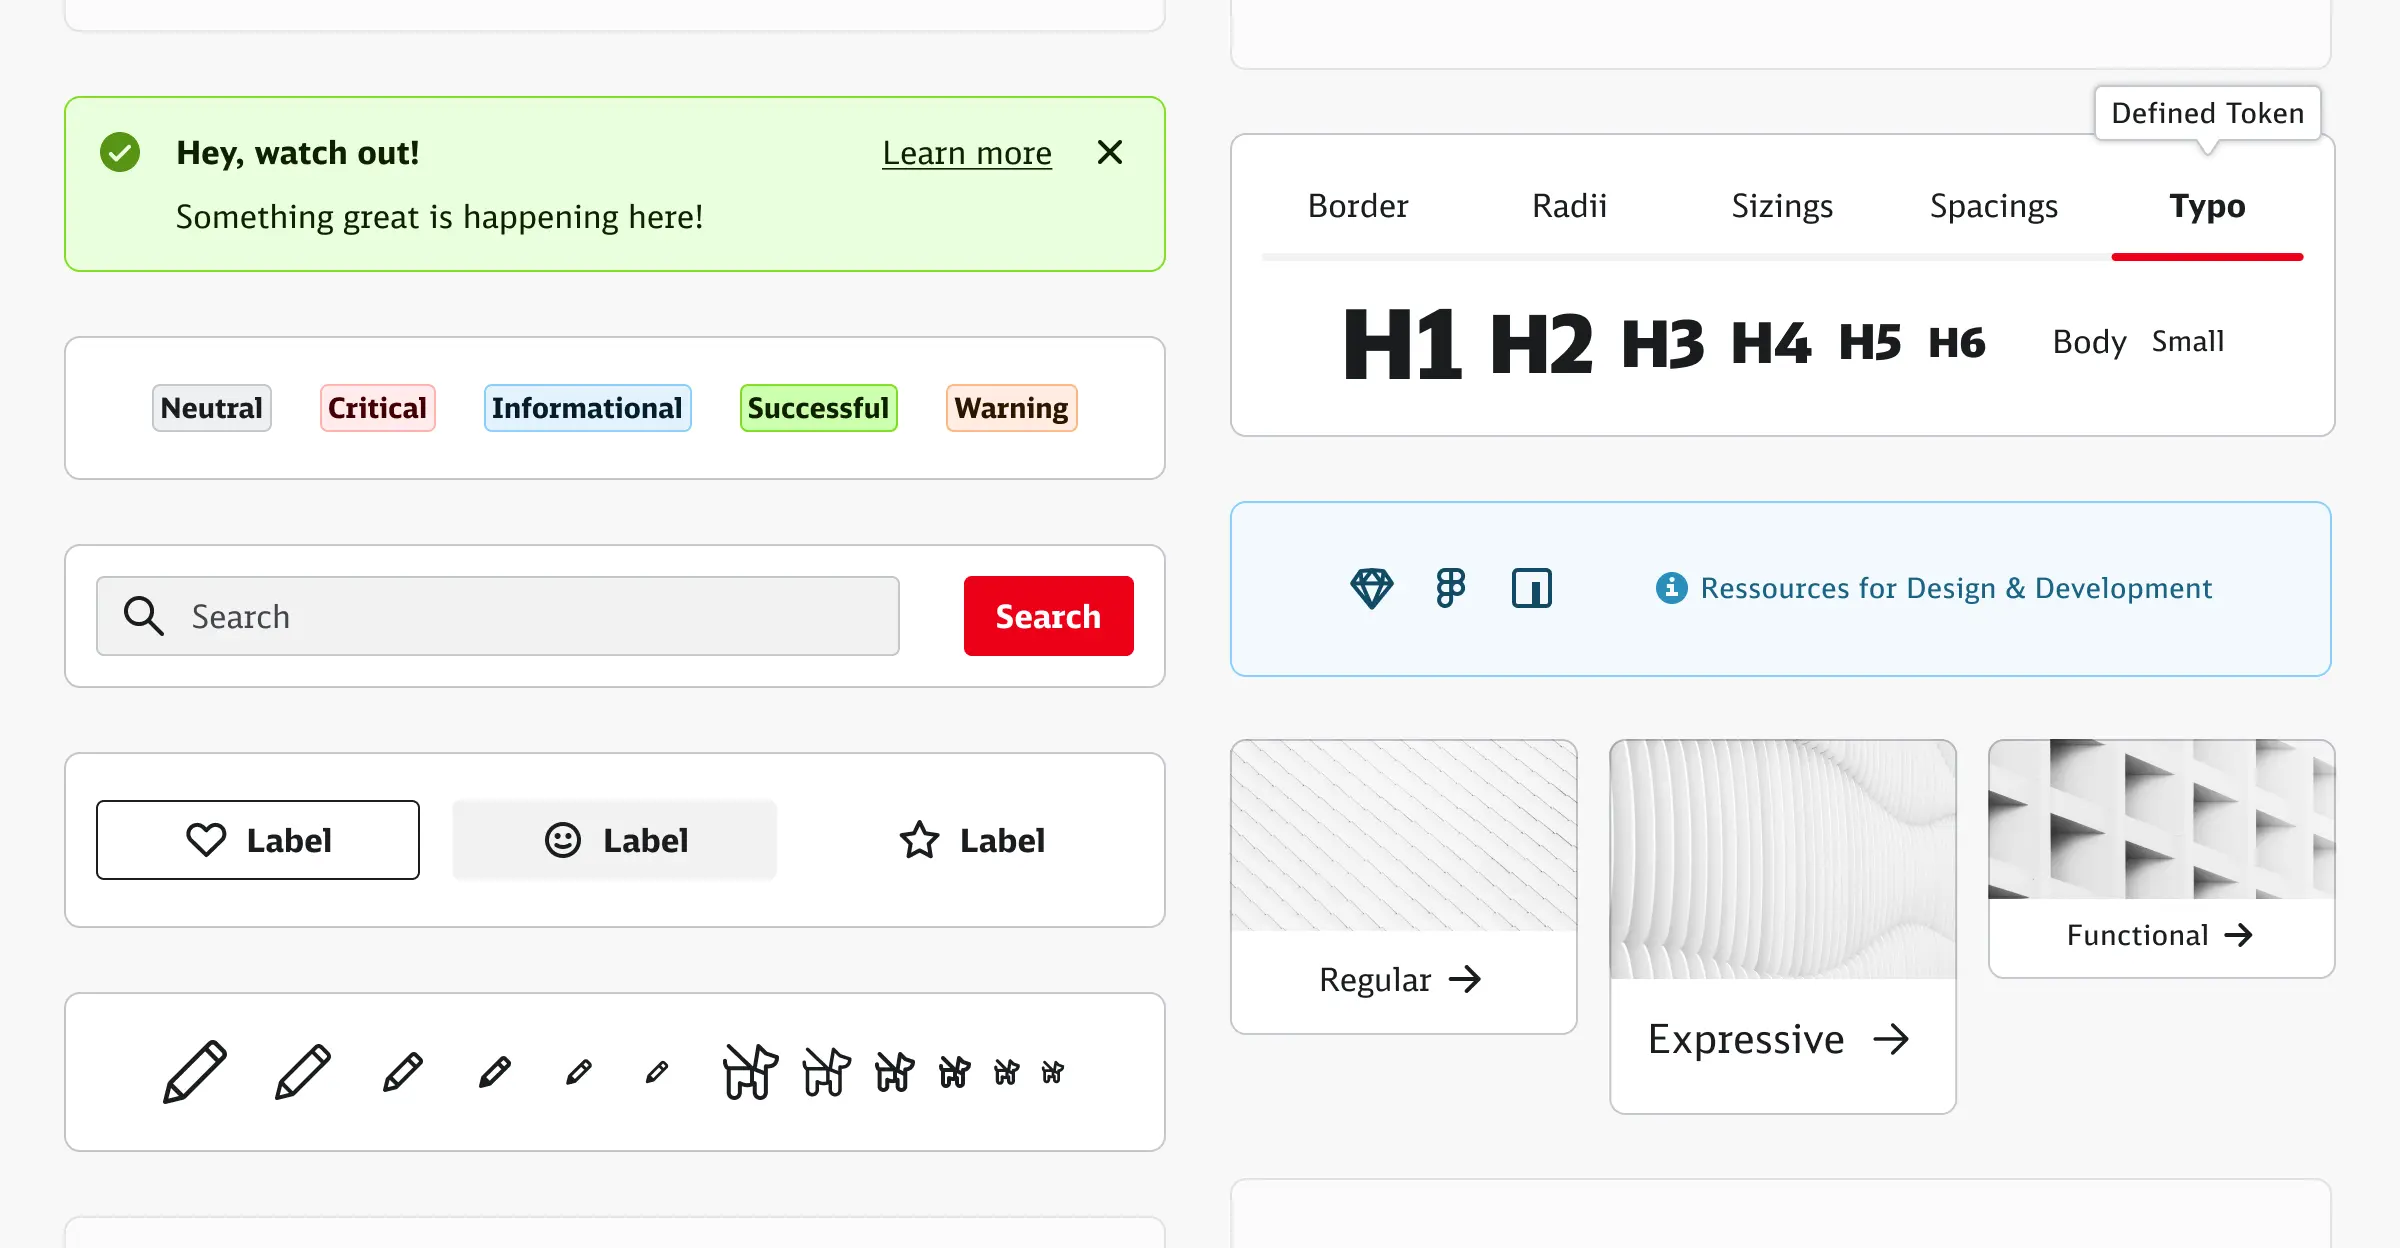 Hey, watch out!
Learn more
Something great is happening here!
Neutral
Critical
Informational
Successful
Warning
Search
Search
Label
Label
Label
Defined Token
Border
Radii
Sizings
Spacings
Typo
H1 H2 H3 H4 H5 H6 Body Small
Ressources for Design & Development
Regular
Expressive
Functional